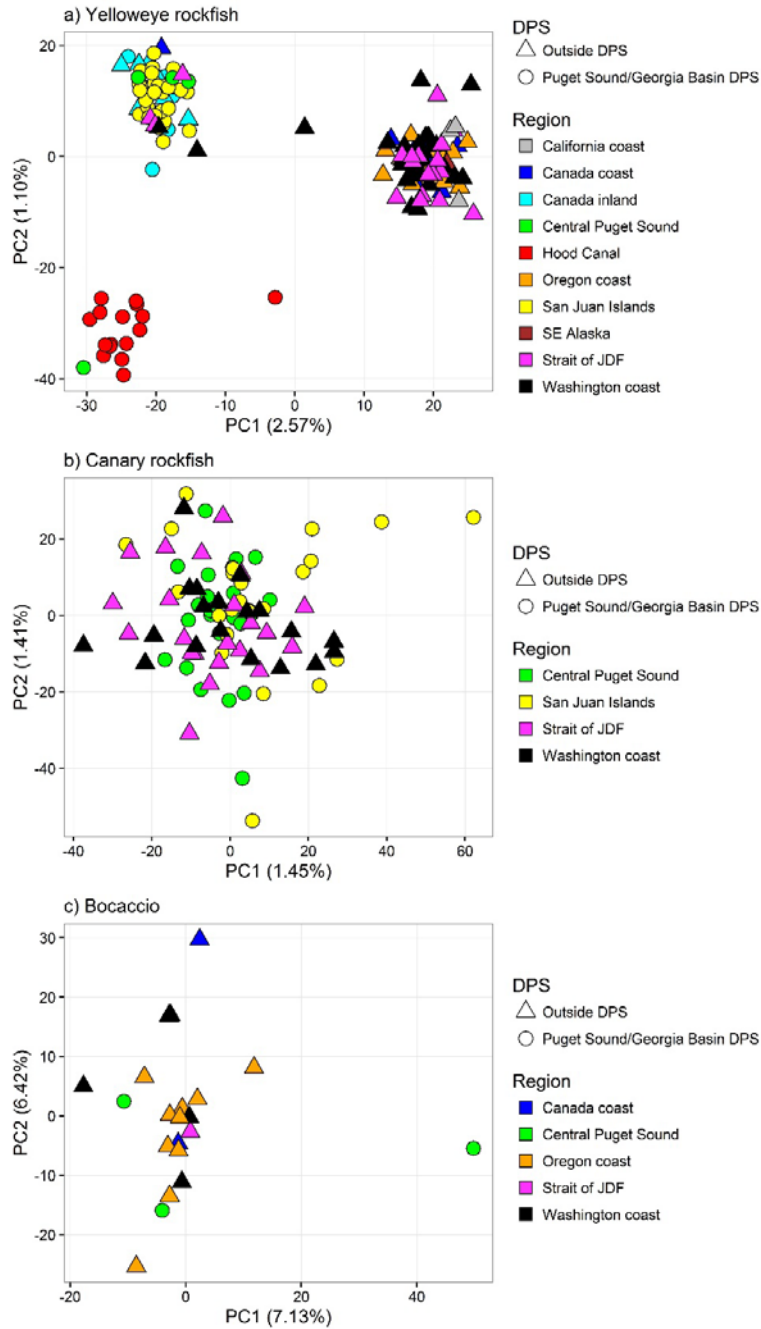 a) Yelloweye rockfish
20
0
-20
-40
-30
-20
-10
0
10
20
PC1 (2.57%)
PC2 (1.10%)
DPS
Outside DPS
Puget Sound/Georgia Basin DPS
Region
California coast
Canada coast
Canada inland
Central Puget Sound
Hood Canal
Oregon coast
San Juan Islands
SE Alaska
Strait of JDF
Washington coast
b) Canary rockfish
20
0
-20
-40
-40
-20
0
20
40
60
PC1 (1.45%)
PC2 (1.41%)
DPS
Outside DPS
Puget Sound/Georgia Basin DPS
Region
Central Puget Sound
San Juan Islands
Strait of JDF
Washington coast
c) Bocaccio
30
20
10
0
-10
-20
-20
0
20
40
PC1 (7.13%)
PC2 (6.42%)
DPS
Outside DPS
Puget Sound/Georgia Basin DPS
Region
Canada coast
Central Puget Sound
Oregon coast
Strait of JDF
Washington coast